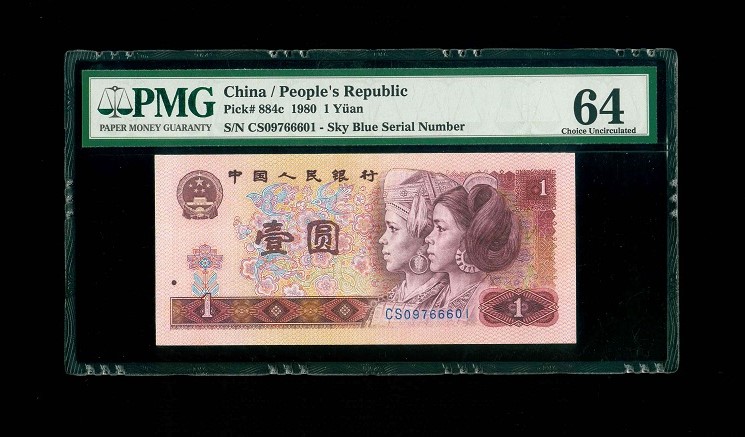 PMG
PAPER MONEY GUARANTY
China / People's Republic
Pick# 884c 1980 1 Yüan
S/N CS09766601 - Sky Blue Serial Number
64
Choice Uncirculated
中国人民银行
1
壹圆
1
CS09766601
1